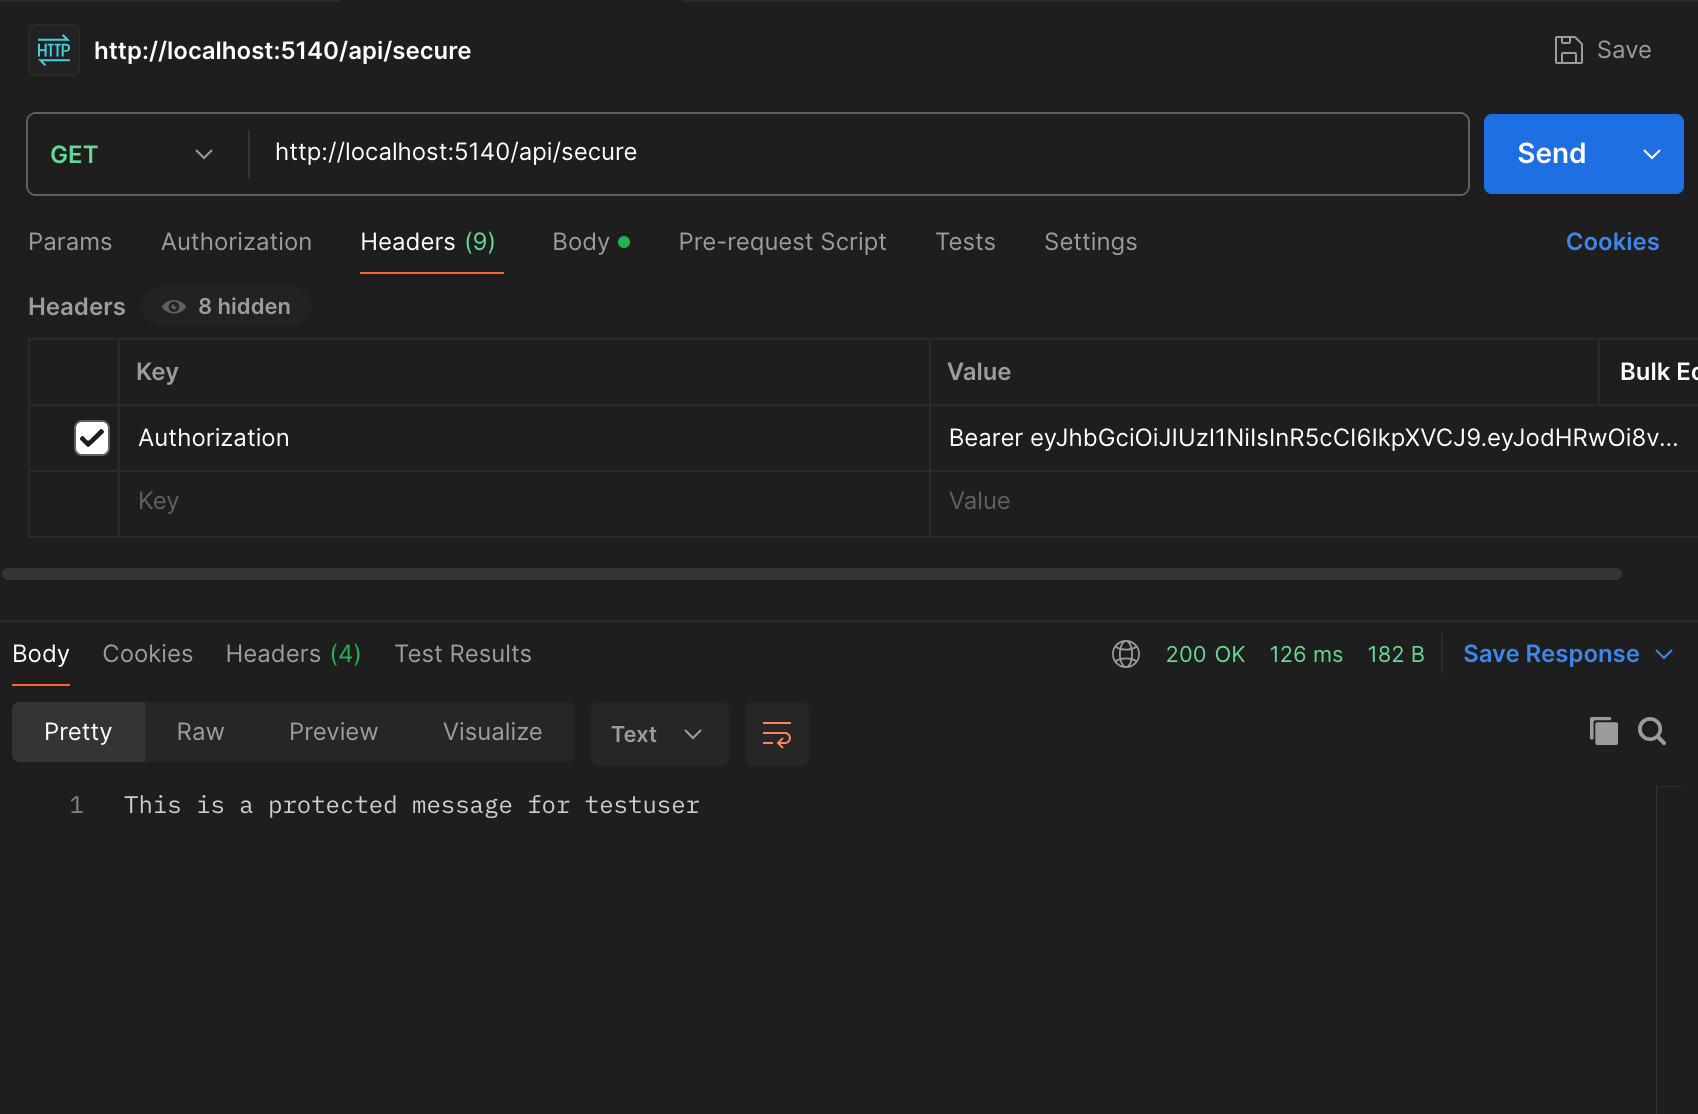 HTTP http://localhost:5140/api/secure Save
GET http://localhost:5140/api/secure Send
Params Authorization Headers (9) Body Pre-request Script Tests Settings Cookies
Headers 8 hidden
Key Value Bulk Ed
Authorization Bearer eyJhbGciOiJIUzI1NiIsInR5cCI6IkpXVCJ9.eyJodHRwOi8v...
Key Value
Body Cookies Headers (4) Test Results 200 OK 126 ms 182 B Save Response
Pretty Raw Preview Visualize Text
1 This is a protected message for testuser